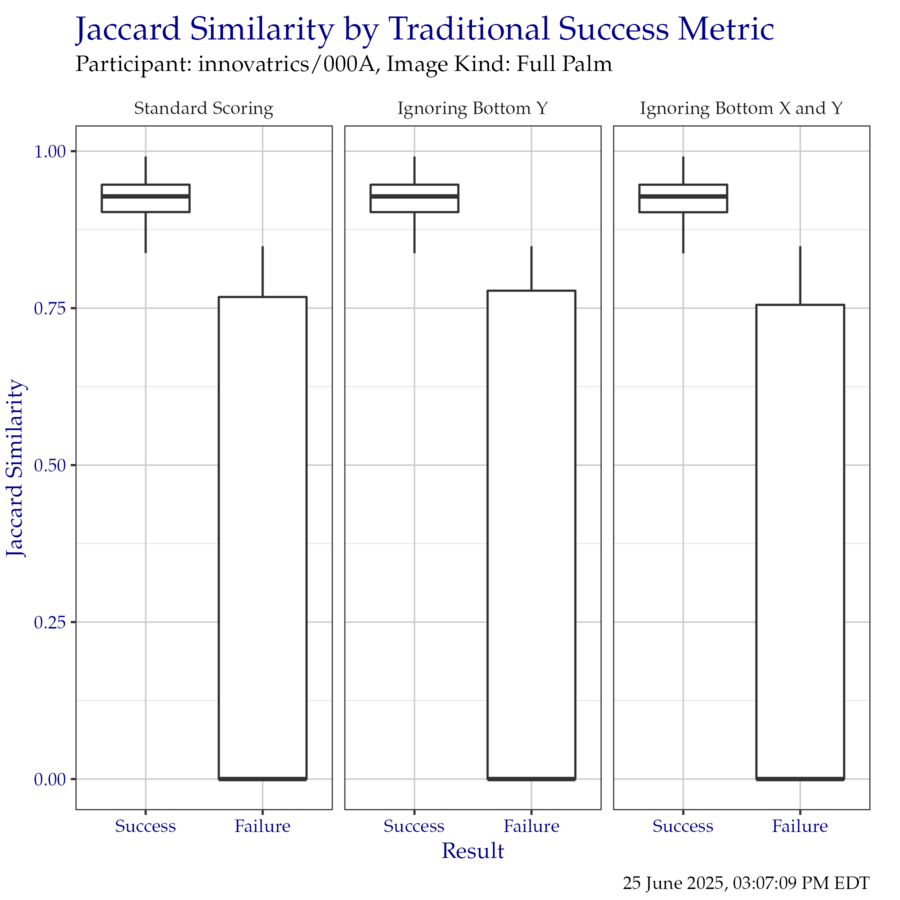 Jaccard Similarity by Traditional Success Metric
Participant: innovatrics/000A, Image Kind: Full Palm
Standard Scoring
Ignoring Bottom Y
Ignoring Bottom X and Y
Jaccard Similarity
1.00
0.75
0.50
0.25
0.00
Success
Failure
Success
Failure
Success
Failure
Result
25 June 2025, 03:07:09 PM EDT